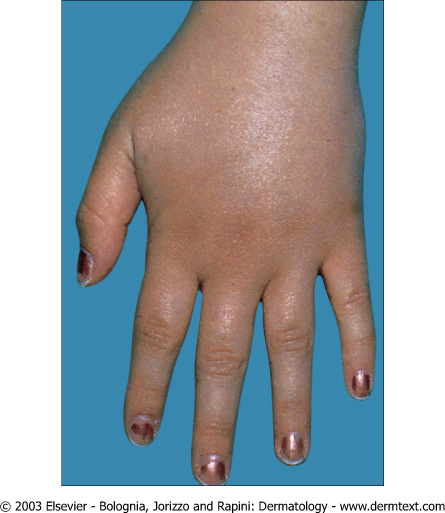 © 2003 Elsevier - Bolognia, Jorizzo and Rapini: Dermatology - www.dermtext.com